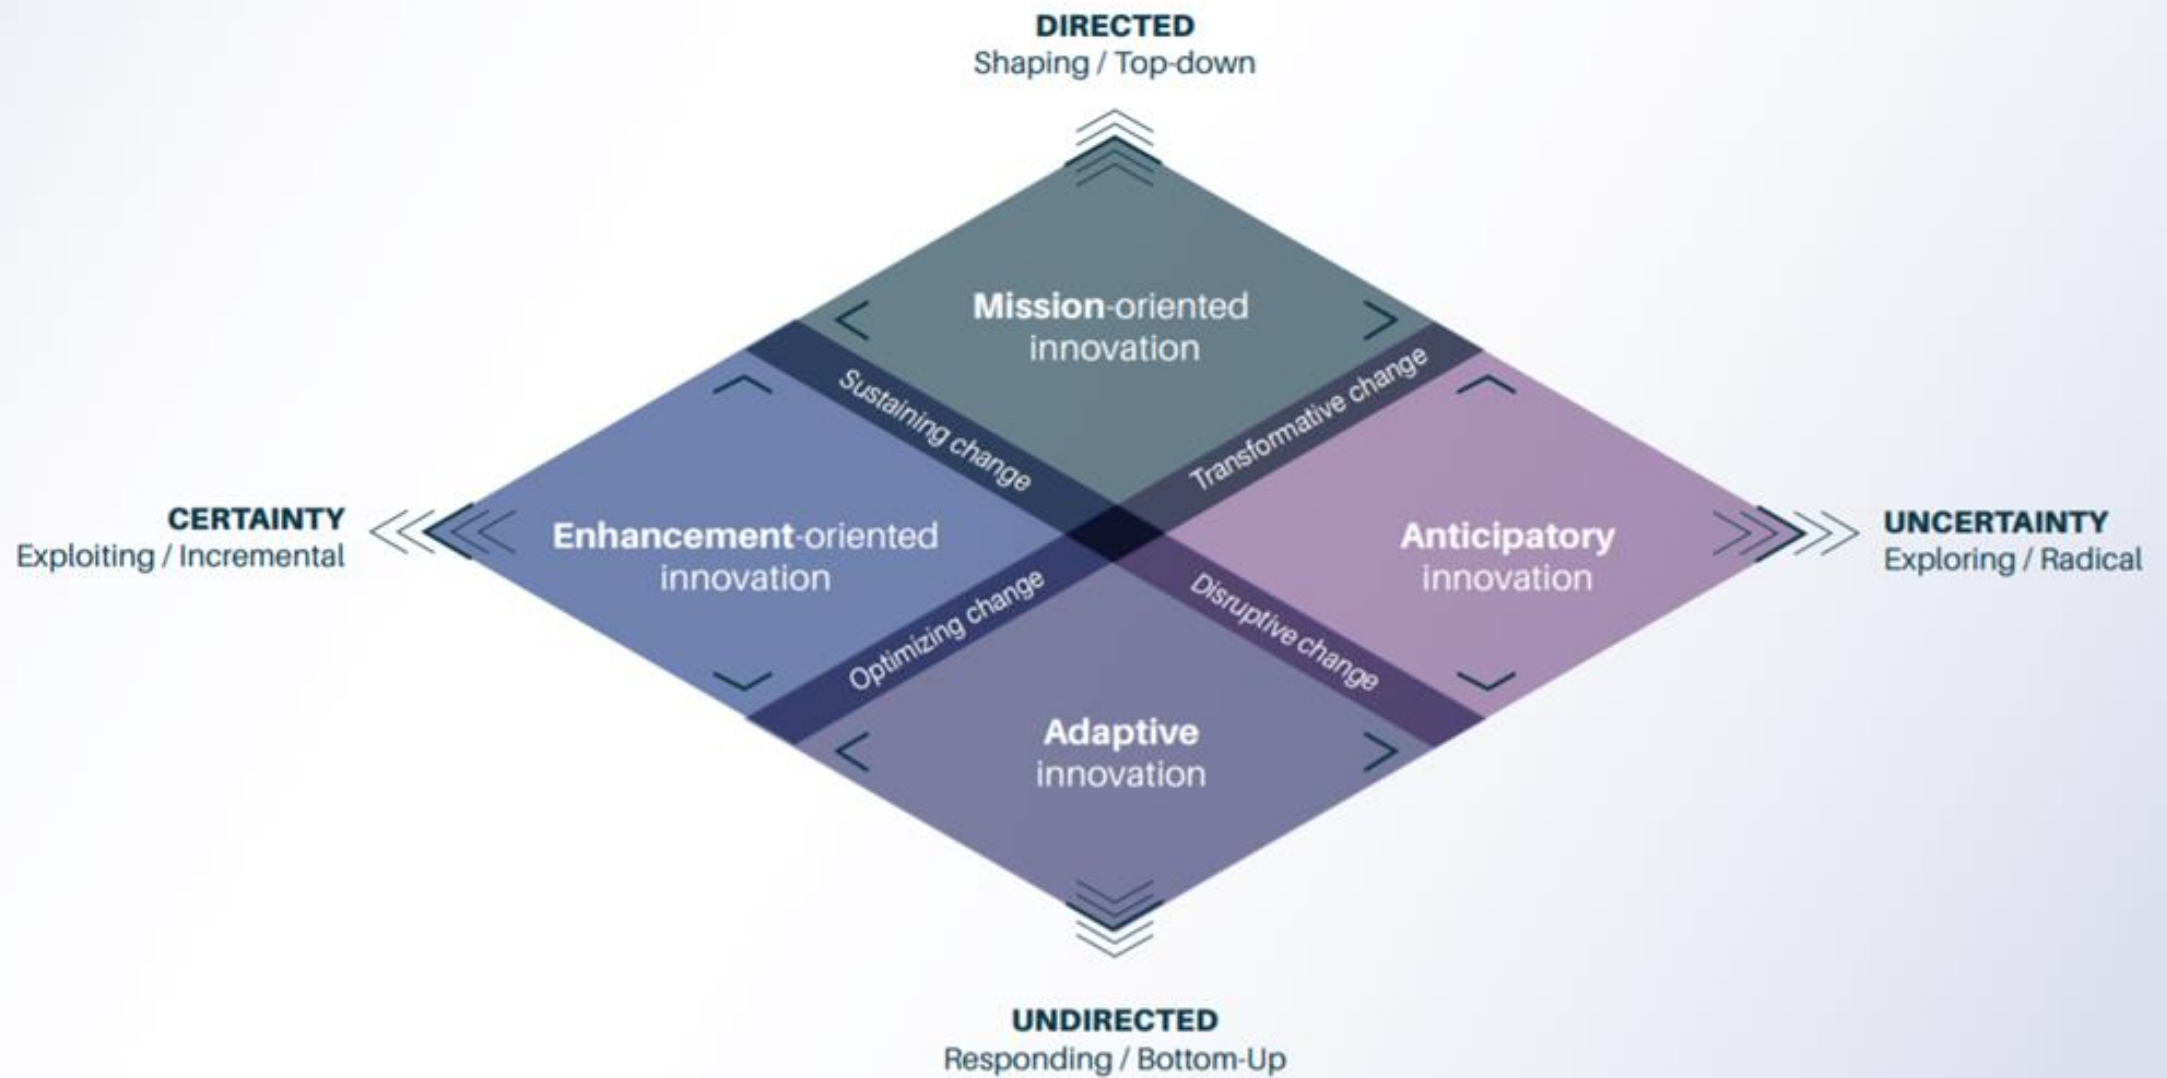 DIRECTED
Shaping / Top-down
Mission-oriented
innovation
Sustaining change
Transformative change
CERTAINTY
Exploiting / Incremental
Enhancement-oriented
innovation
Anticipatory
innovation
UNCERTAINTY
Exploring / Radical
Optimizing change
Disruptive change
Adaptive
innovation
UNDIRECTED
Responding / Bottom-Up